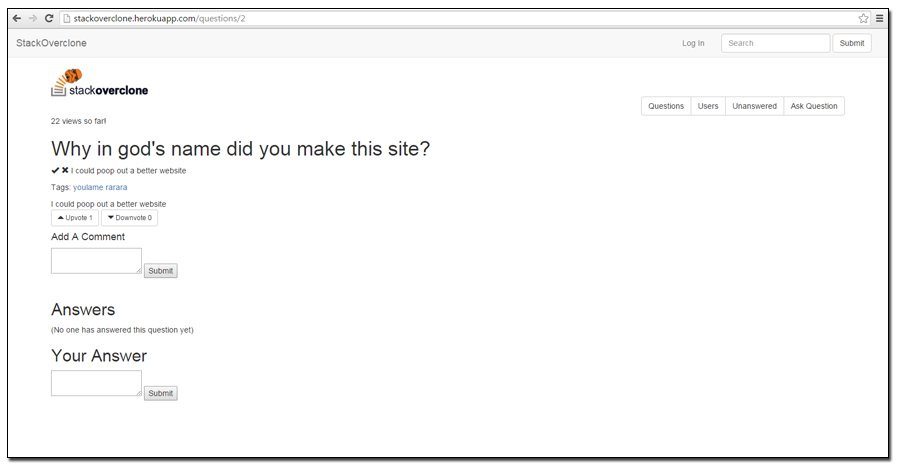 stackoverclone.herokuapp.com/questions/2
StackOverclone Log In Search Submit
stackoverclone
Questions Users Unanswered Ask Question
22 views so far!
Why in god's name did you make this site?
I could poop out a better website
Tags: youlame rarara
I could poop out a better website
Upvote 1 Downvote 0
Add A Comment
Submit
Answers
(No one has answered this question yet)
Your Answer
Submit